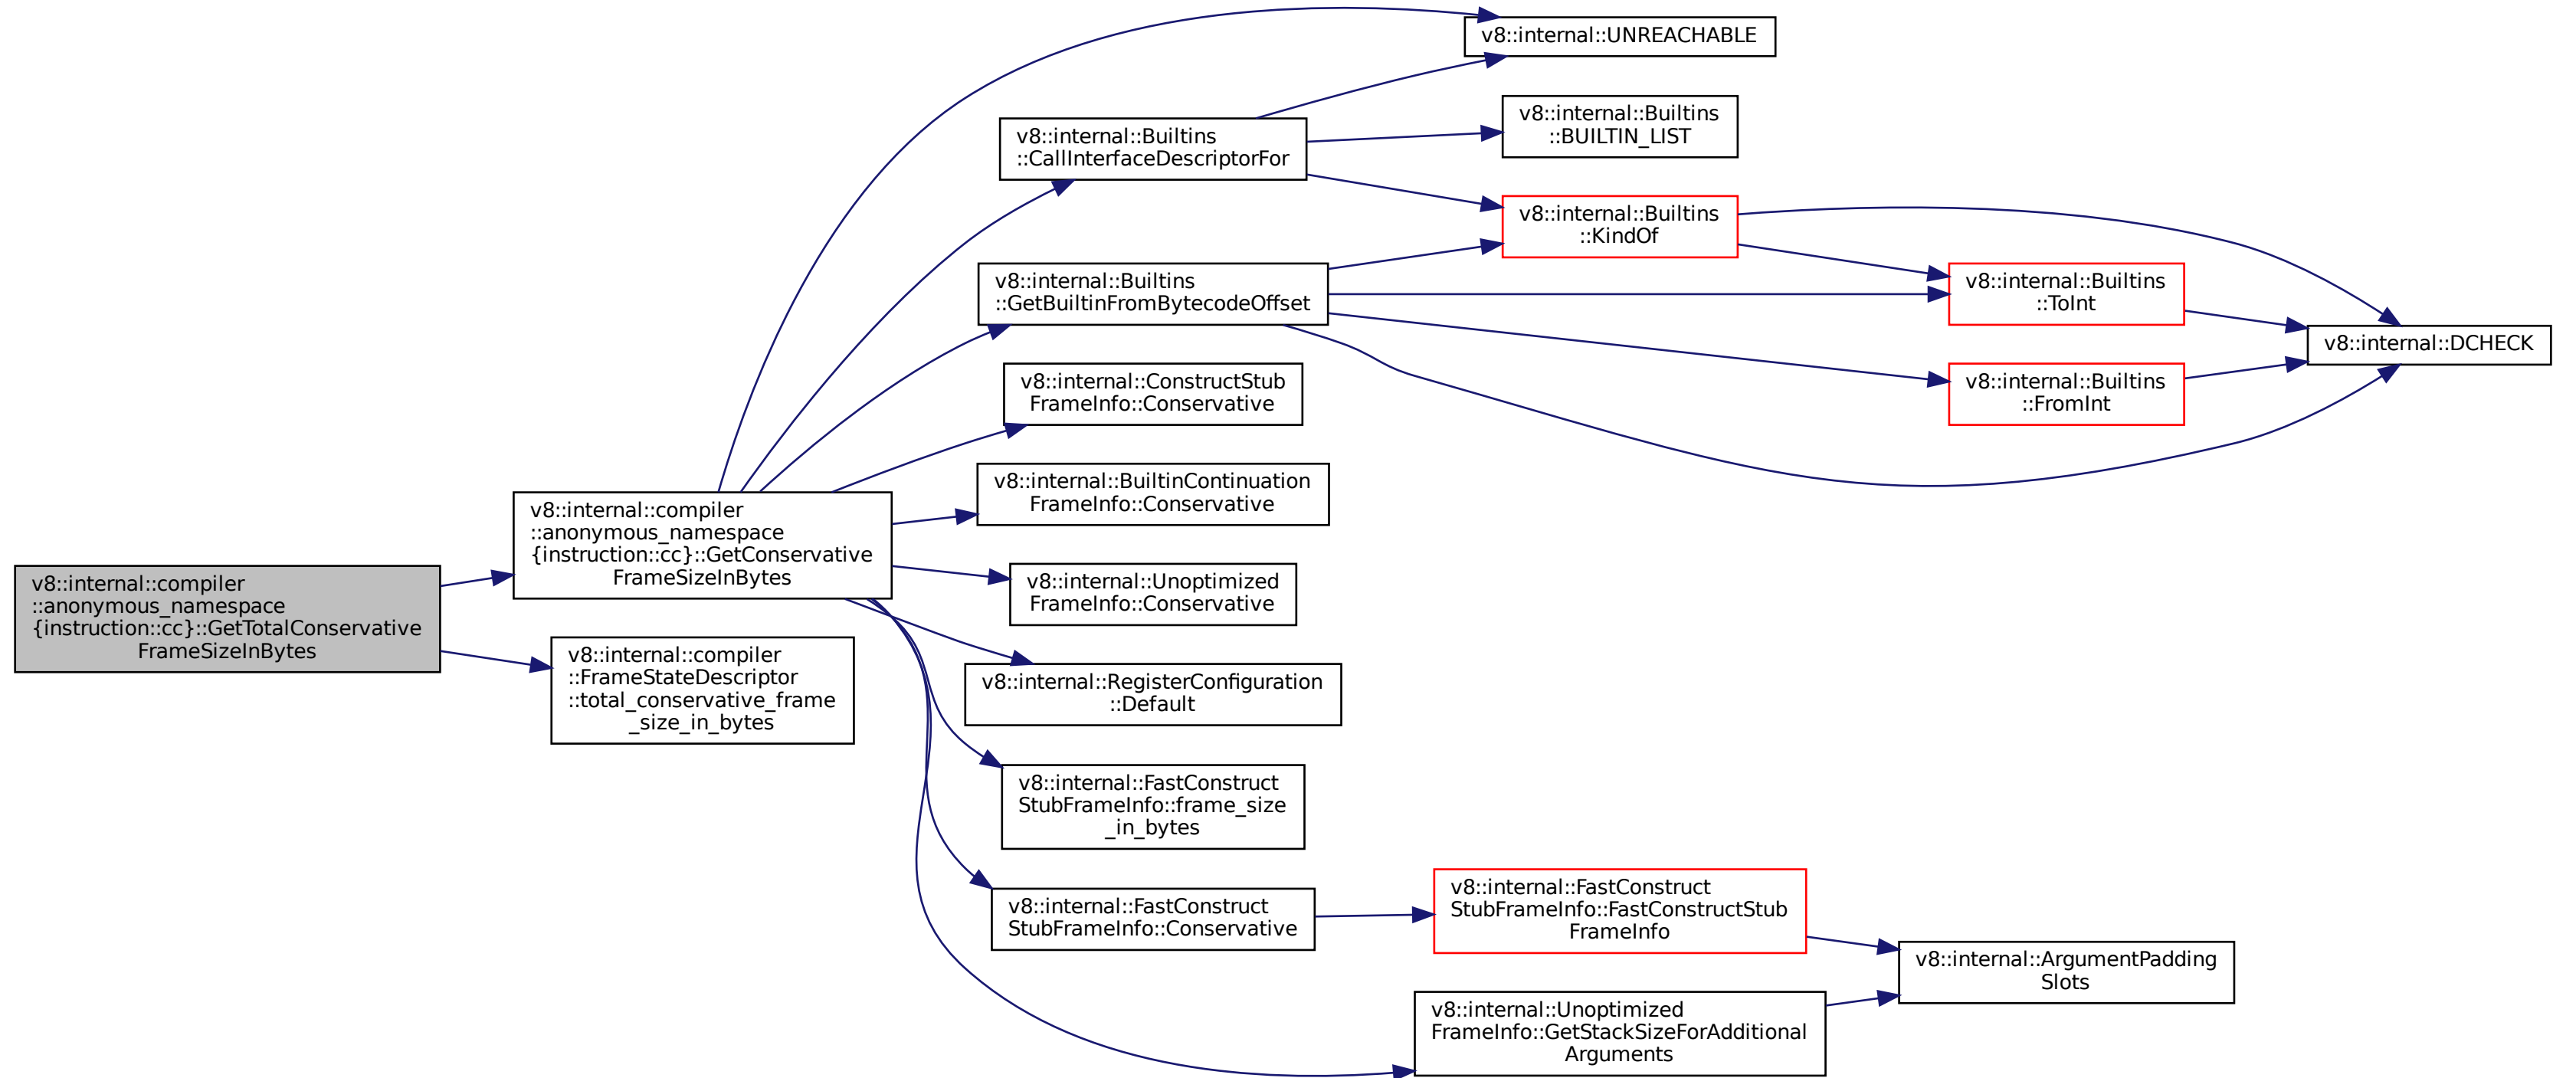 v8::internal::UNREACHABLE
v8::internal::Builtins
::BUILTIN_LIST
v8::internal::Builtins
::CallInterfaceDescriptorFor
v8::internal::Builtins
::KindOf
v8::internal::Builtins
::GetBuiltinFromBytecodeOffset
v8::internal::Builtins
::ToInt
v8::internal::DCHECK
v8::internal::ConstructStub
FrameInfo::Conservative
v8::internal::Builtins
::FromInt
v8::internal::BuiltinContinuation
FrameInfo::Conservative
v8::internal::compiler
::anonymous_namespace
{instruction::cc}::GetConservative
FrameSizeInBytes
v8::internal::Unoptimized
FrameInfo::Conservative
v8::internal::compiler
::anonymous_namespace
{instruction::cc}::GetTotalConservative
FrameSizeInBytes
v8::internal::compiler
::FrameStateDescriptor
::total_conservative_frame
_size_in_bytes
v8::internal::RegisterConfiguration
::Default
v8::internal::FastConstruct
StubFrameInfo::frame_size
_in_bytes
v8::internal::FastConstruct
StubFrameInfo::Conservative
v8::internal::FastConstruct
StubFrameInfo::FastConstructStub
FrameInfo
v8::internal::ArgumentPadding
Slots
v8::internal::Unoptimized
FrameInfo::GetStackSizeForAdditional
Arguments